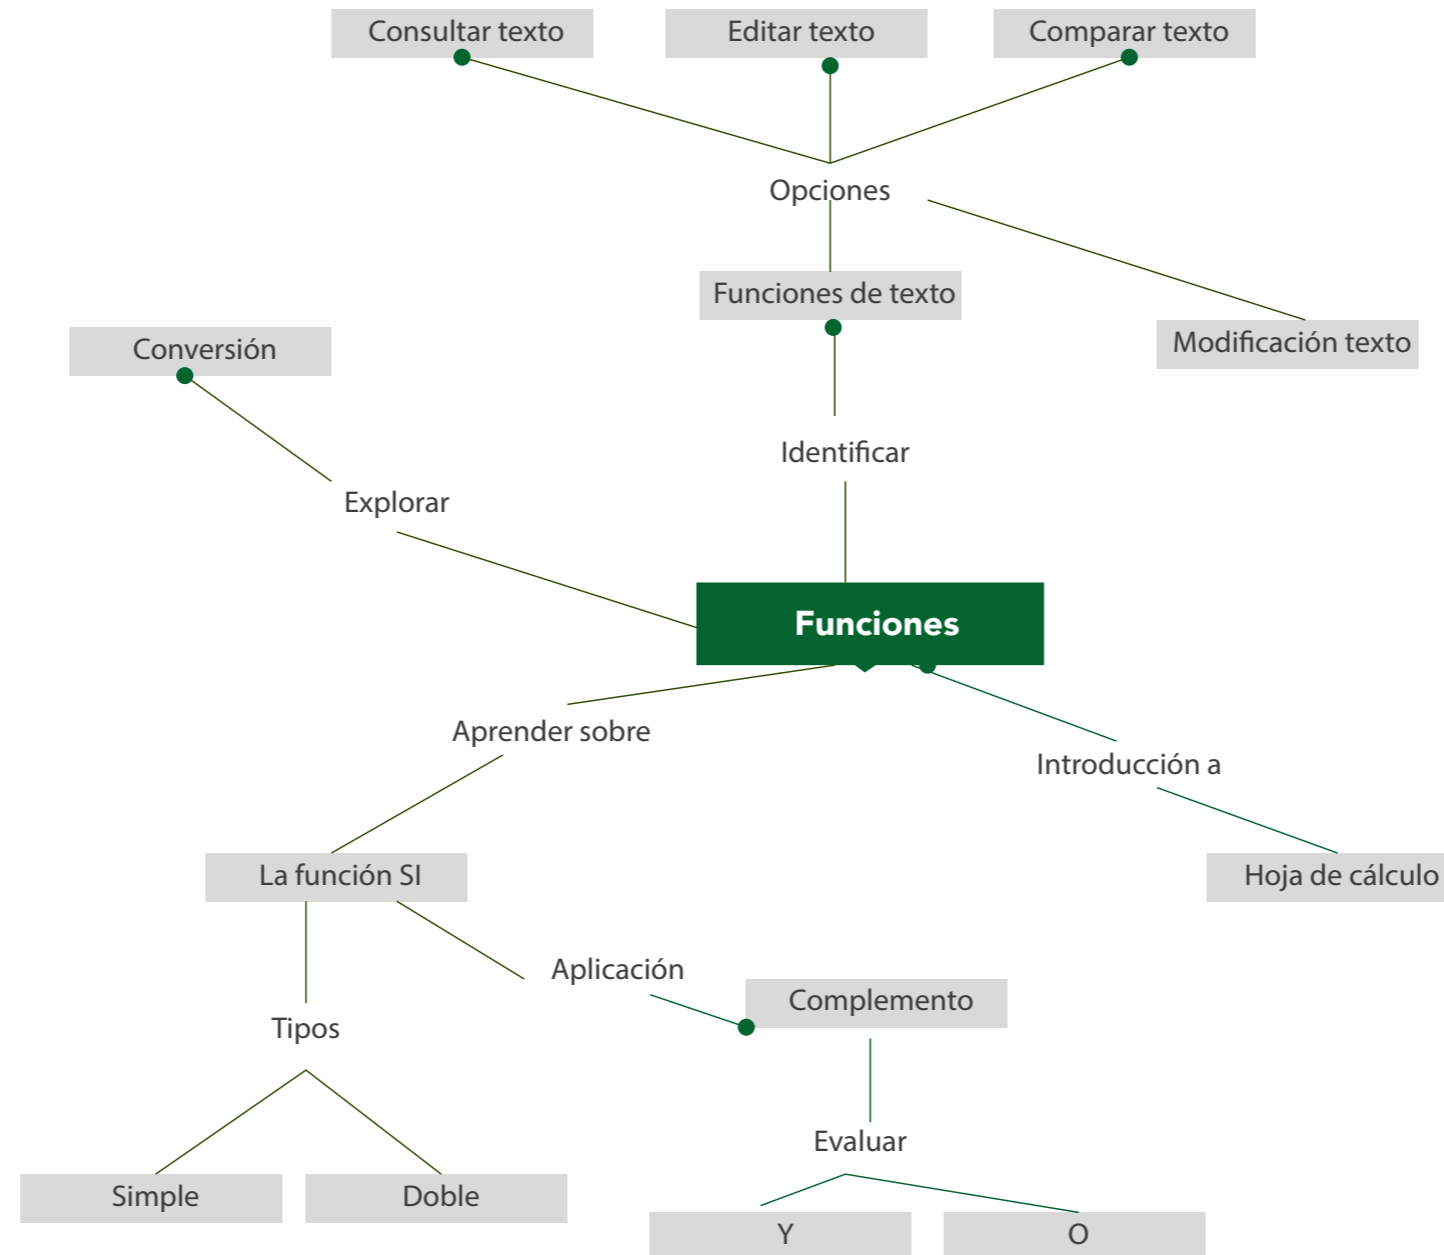 Consultar texto
Editar texto
Comparar texto
Opciones
Funciones de texto
Modificación texto
Conversión
Identificar
Explorar
Funciones
Aprender sobre
Introducción a
La función SI
Hoja de cálculo
Aplicación
Complemento
Tipos
Evaluar
Simple
Doble
Y
O